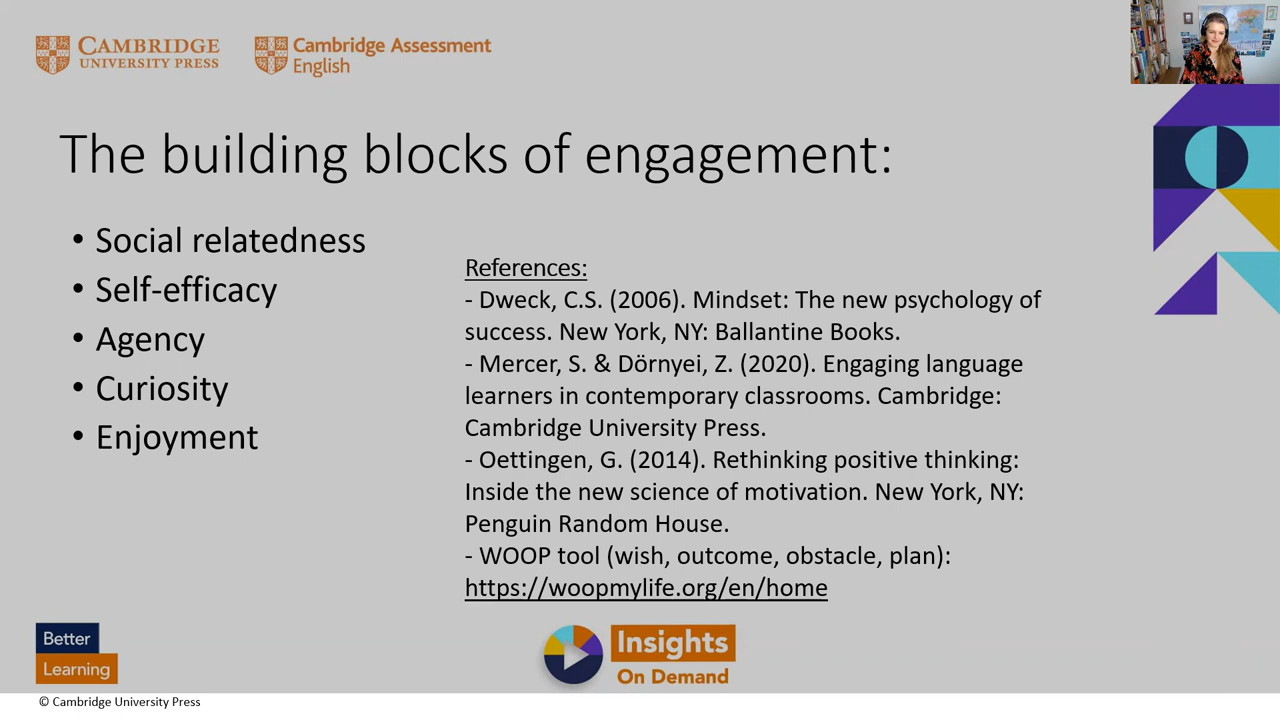 CAMBRIDGE
UNIVERSITY PRESS
Cambridge Assessment
English
The building blocks of engagement:
• Social relatedness
• Self-efficacy
• Agency
• Curiosity
• Enjoyment
References:
- Dweck, C.S. (2006). Mindset: The new psychology of
success. New York, NY: Ballantine Books.
- Mercer, S. & Dörnyei, Z. (2020). Engaging language
learners in contemporary classrooms. Cambridge:
Cambridge University Press.
- Oettingen, G. (2014). Rethinking positive thinking:
Inside the new science of motivation. New York, NY:
Penguin Random House.
- WOOP tool (wish, outcome, obstacle, plan):
https://woopmylife.org/en/home
Better
Learning
Insights
On Demand
© Cambridge University Press